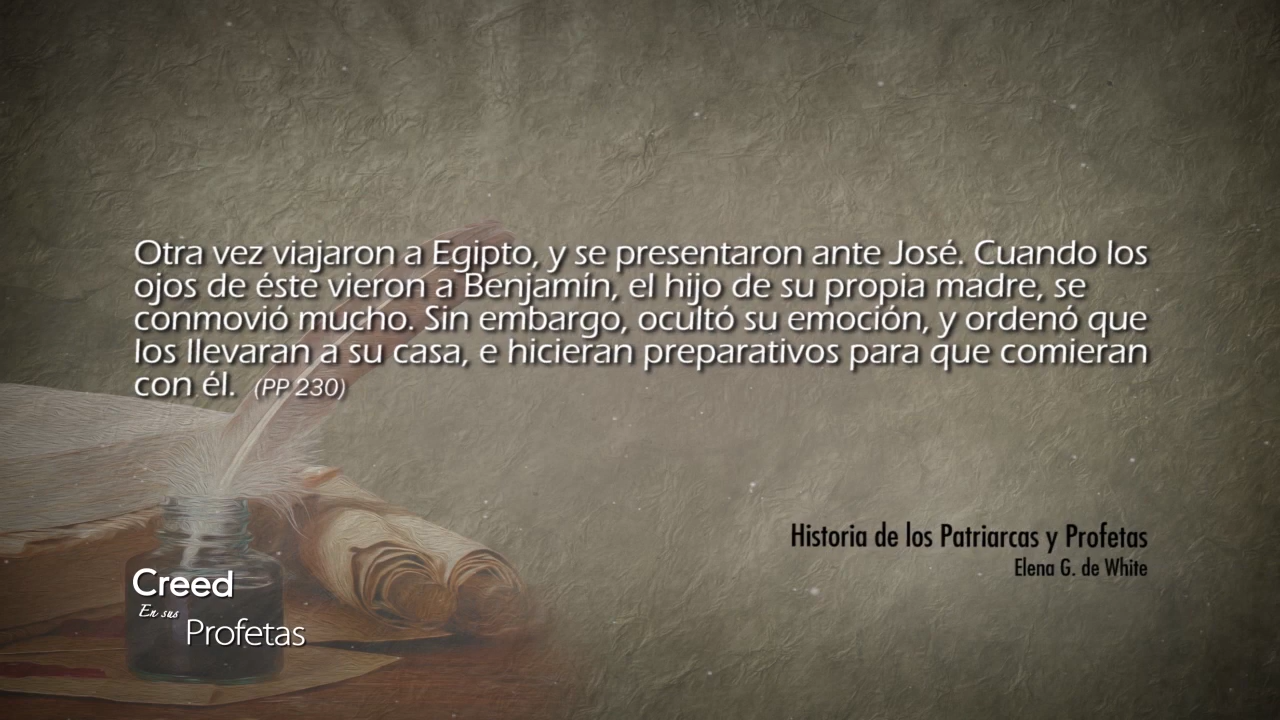 Otra vez viajaron a Egipto, y se presentaron ante José. Cuando los
ojos de éste vieron a Benjamín, el hijo de su propia madre, se
conmovió mucho. Sin embargo, ocultó su emoción, y ordenó que
los llevaran a su casa, e hicieran preparativos para que comieran
con él. (PP 230)
Historia de los Patriarcas y Profetas
Elena G. de White
Creed
En sus
Profetas